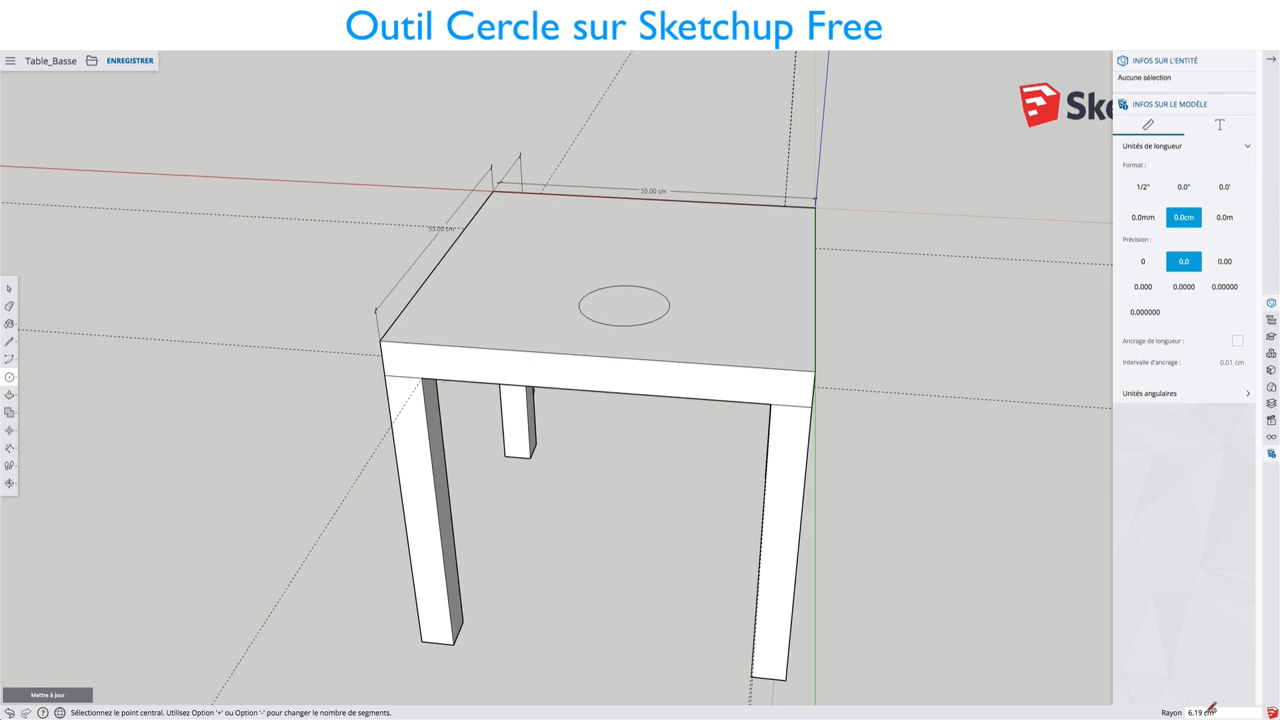 Outil Cercle sur Sketchup Free
Table_Basse
ENREGISTRER
INFOS SUR L'ENTITÉ
Aucune sélection
INFOS SUR LE MODÈLE
T
Unités de longueur
Format :
1/2" 0.0" 0.0'
0.0mm 0.0cm 0.0m
Précision :
0 0.0 0.00
0.000 0.0000 0.00000
0.000000
Ancrage de longueur :
Intervalle d'ancrage : 0.01 cm
Unités angulaires
Ske
55.00 cm
55.00 cm
Mettre à jour
Sélectionnez le point central. Utilisez Option '+' ou Option '-' pour changer le nombre de segments.
Rayon 6.19 cm